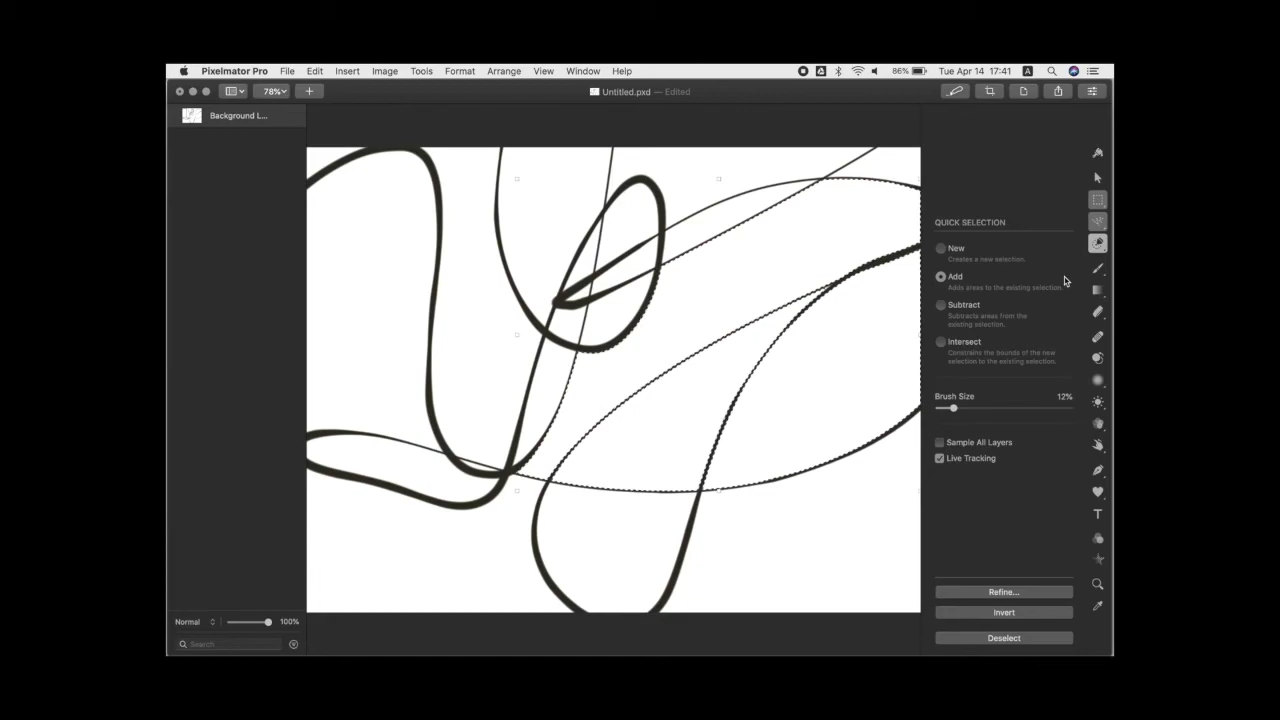 Pixelmator Pro File Edit Insert Image Tools Format Arrange View Window Help 86% Tue Apr 14 17:41 A
78% Untitled.pxd — Edited
Background L...
QUICK SELECTION
New
Creates a new selection.
Add
Adds areas to the existing selection.
Subtract
Subtracts areas from the
existing selection.
Intersect
Constrains the bounds of the new
selection to the existing selection.
Brush Size 12%
Sample All Layers
Live Tracking
T
Refine...
Invert
Normal 100%
Deselect
Search